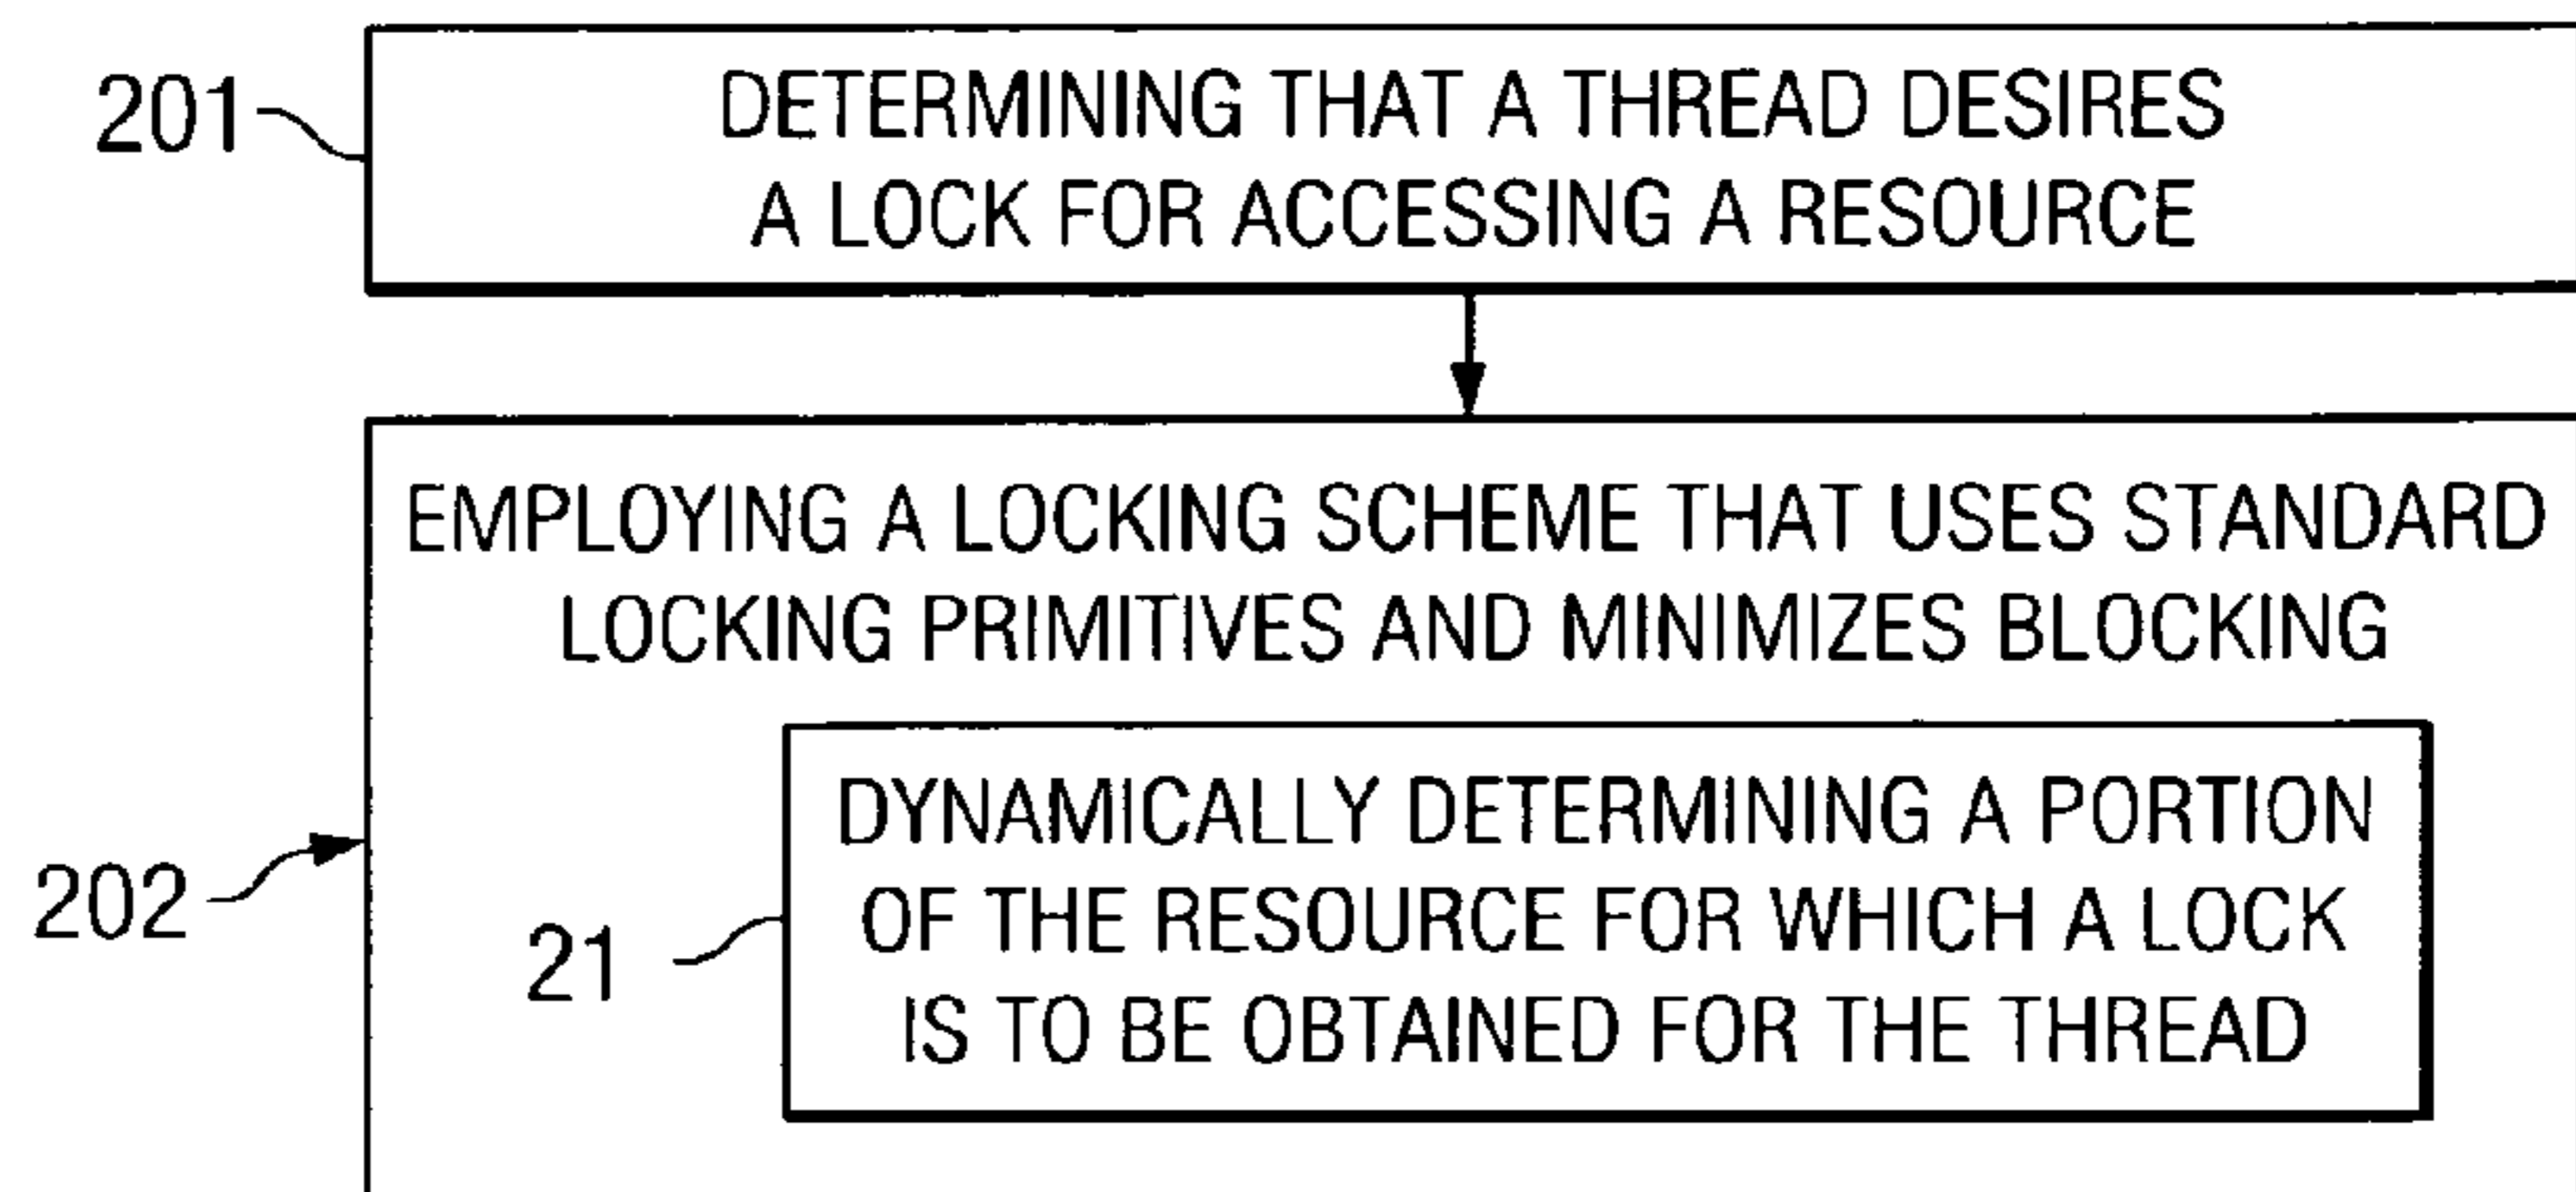 201
DETERMINING THAT A THREAD DESIRES
A LOCK FOR ACCESSING A RESOURCE
EMPLOYING A LOCKING SCHEME THAT USES STANDARD
LOCKING PRIMITIVES AND MINIMIZES BLOCKING
202
21
DYNAMICALLY DETERMINING A PORTION
OF THE RESOURCE FOR WHICH A LOCK
IS TO BE OBTAINED FOR THE THREAD